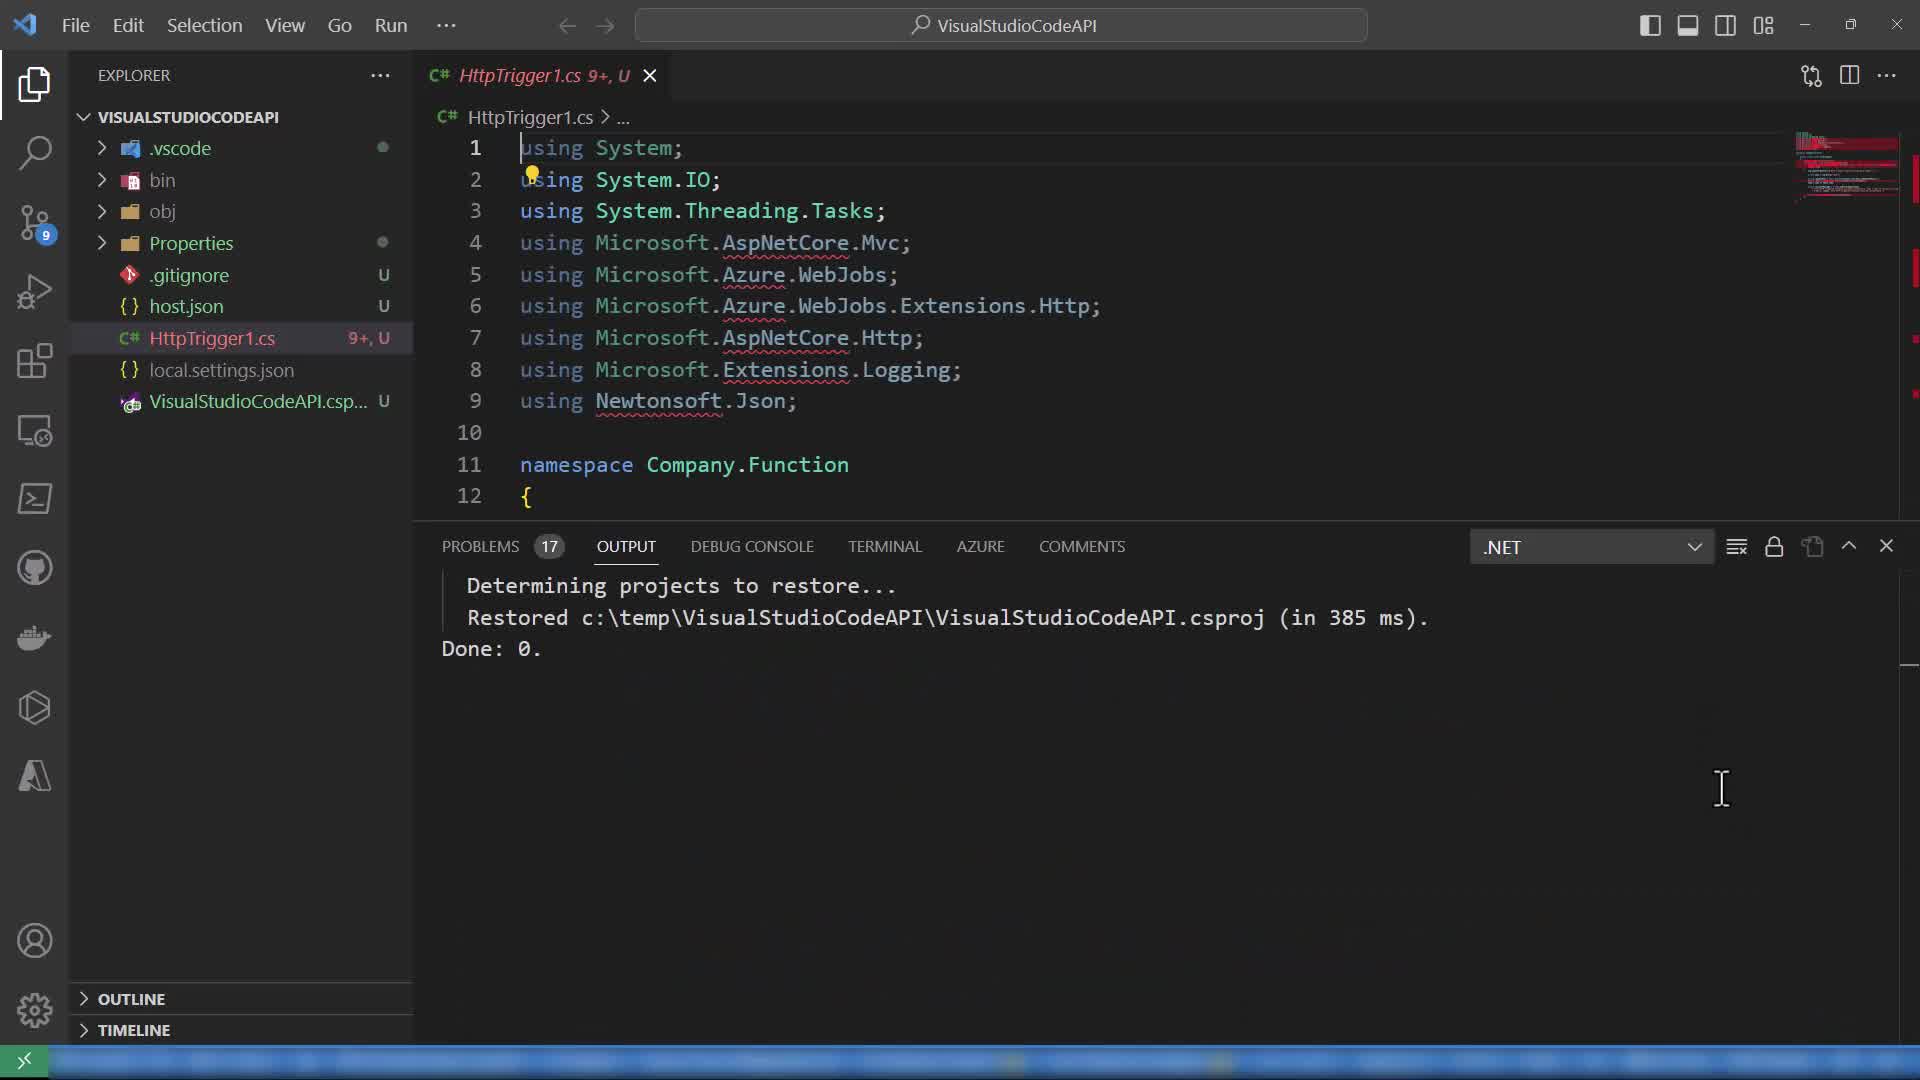 File Edit Selection View Go Run ...
VisualStudioCodeAPI
EXPLORER
VISUALSTUDIOCODEAPI
.vscode
bin
obj
Properties
.gitignore U
host.json U
HttpTrigger1.cs 9+, U
local.settings.json
VisualStudioCodeAPI.csp... U
OUTLINE
TIMELINE
9
C# HttpTrigger1.cs 9+, U
C# HttpTrigger1.cs > ...
1 using System;
2 using System.IO;
3 using System.Threading.Tasks;
4 using Microsoft.AspNetCore.Mvc;
5 using Microsoft.Azure.WebJobs;
6 using Microsoft.Azure.WebJobs.Extensions.Http;
7 using Microsoft.AspNetCore.Http;
8 using Microsoft.Extensions.Logging;
9 using Newtonsoft.Json;
10
11 namespace Company.Function
12 {
PROBLEMS 17 OUTPUT DEBUG CONSOLE TERMINAL AZURE COMMENTS .NET
Determining projects to restore...
Restored c:\temp\VisualStudioCodeAPI\VisualStudioCodeAPI.csproj (in 385 ms).
Done: 0.